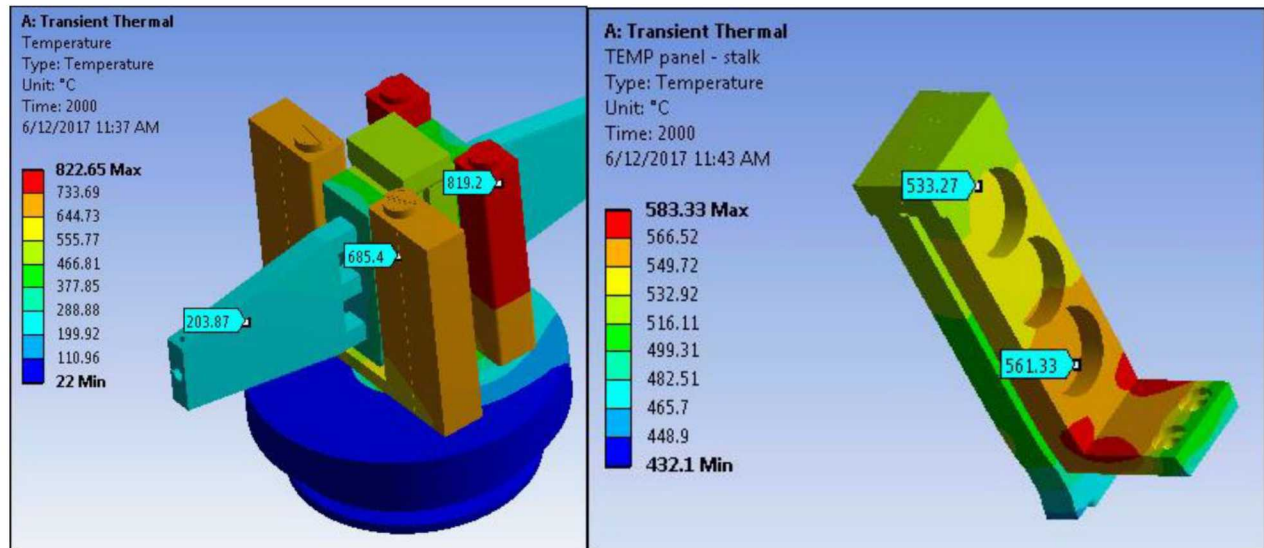 A: Transient Thermal
Temperature
Type: Temperature
Unit: °C
Time: 2000
6/12/2017 11:37 AM
822.65 Max
733.69
644.73
555.77
466.81
377.85
288.88
199.92
110.96
22 Min
819.2
685.4
203.87
A: Transient Thermal
TEMP panel - stalk
Type: Temperature
Unit: °C
Time: 2000
6/12/2017 11:43 AM
583.33 Max
566.52
549.72
532.92
516.11
499.31
482.51
465.7
448.9
432.1 Min
533.27
561.33